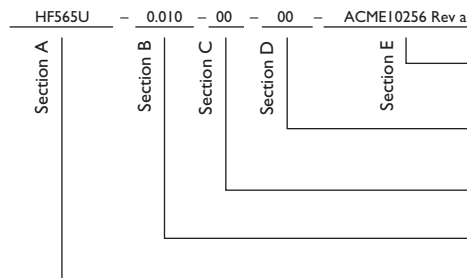 HF565U – 0.010 – 00 – 00 – ACME10256 Rev a
Section A
Section B
Section C
Section D
Section E